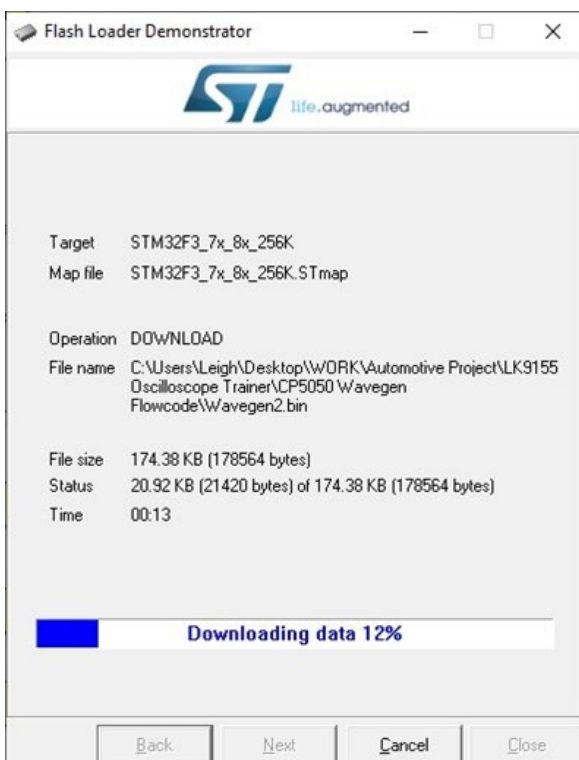 Flash Loader Demonstrator
ST life.augmented
Target STM32F3_7x_8x_256K
Map file STM32F3_7x_8x_256K.STmap
Operation DOWNLOAD
File name C:\Users\Leigh\Desktop\WORK\Automotive Project\LK9155
Oscilloscope Trainer\CP5050 Wavegen
Flowcode\Wavegen2.bin
File size 174.38 KB (178564 bytes)
Status 20.92 KB (21420 bytes) of 174.38 KB (178564 bytes)
Time 00:13
Downloading data 12%
Back Next Cancel Close